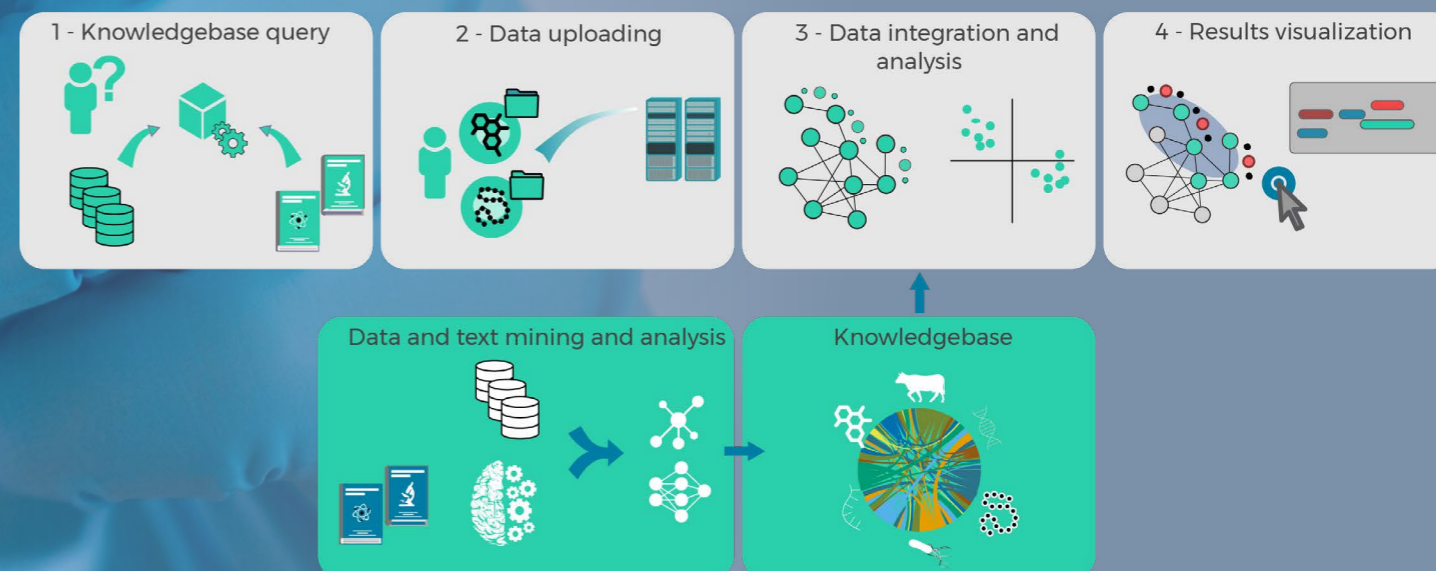 1 - Knowledgebase query
2 - Data uploading
3 - Data integration and
analysis
4 - Results visualization
Data and text mining and analysis
Knowledgebase